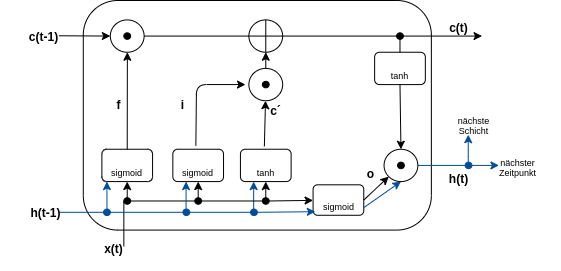 c(t-1)
c(t)
tanh
f
i
c´
nächste
Schicht
sigmoid
sigmoid
tanh
nächster
Zeitpunkt
o
h(t)
sigmoid
h(t-1)
x(t)